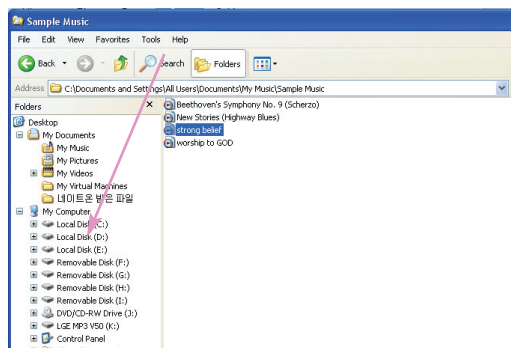 Sample Music
File Edit View Favorites Tools Help
Back Search Folders
Address C:\Documents and Settings\All Users\Documents\My Music\Sample Music
Folders
Desktop
My Documents
My Music
My Pictures
My Videos
My Virtual Machines
네이트온 받은 파일
My Computer
Local Disk (C:)
Local Disk (D:)
Local Disk (E:)
Removable Disk (F:)
Removable Disk (G:)
Removable Disk (H:)
Removable Disk (I:)
DVD/CD-RW Drive (J:)
LGE MP3 V50 (K:)
Control Panel
Beethoven's Symphony No. 9 (Scherzo)
New Stories (Highway Blues)
strong belief
worship to GOD